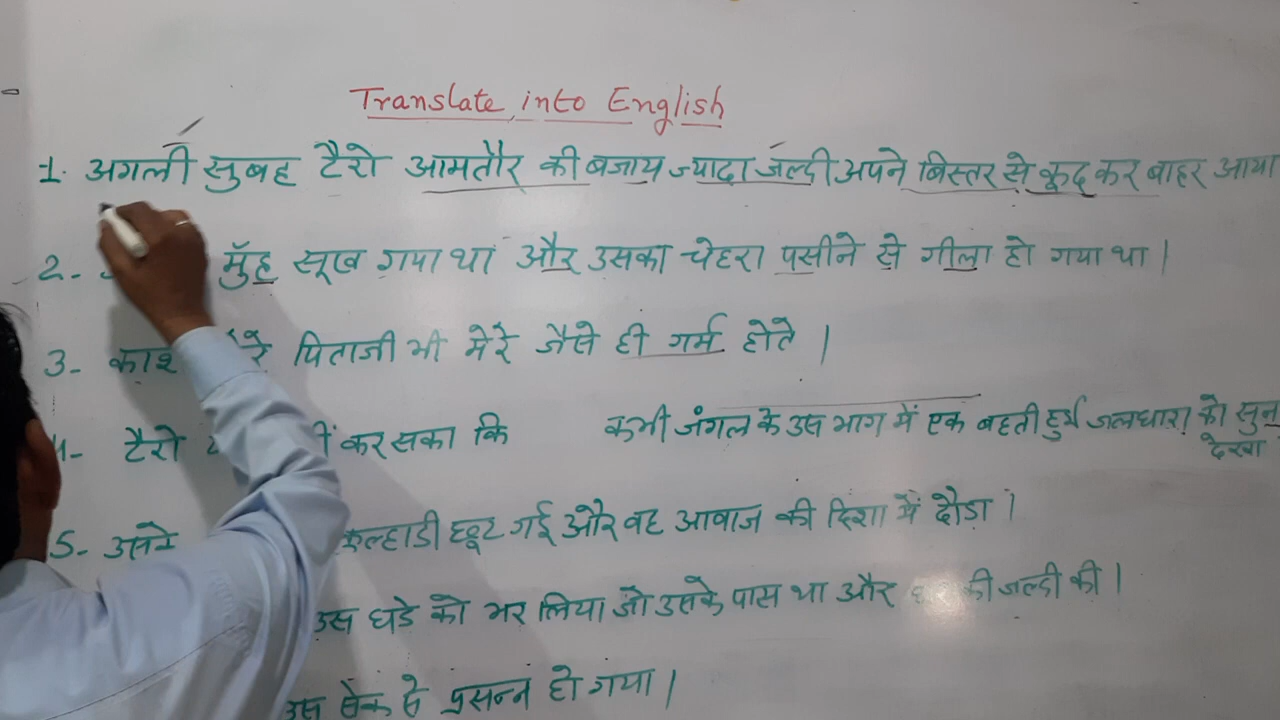 Translate into English
1. अगली सुबह टैरो आमतौर की बजाय ज्यादा जल्दी अपने बिस्तर से कूद कर बाहर आया
2- मुँह सूख गया था और उसका चेहरा पसीने से गीला हो गया था।
3- काश पिताजी भी मेरे जैसे ही गर्म होते।
4- टैरो कर सका कि कभी जंगल के उस भाग में एक बहती हुई जलधारा को सुन
देखा
5- उसने कुल्हाडी छूट गई और वह आवाज की दिशा में दौड़ा।
उस घडे को भर लिया जो उसके पास था और की जल्दी की।
उस से प्रसन्न हो गया।